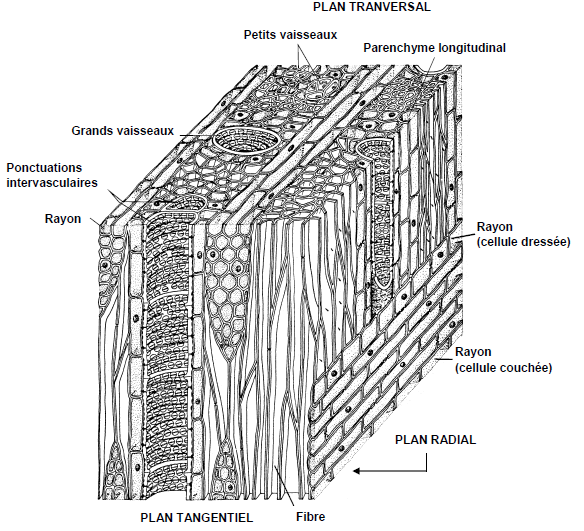 PLAN TRANVERSAL
Petits vaisseaux
Parenchyme longitudinal
Grands vaisseaux
Ponctuations
intervasculaires
Rayon
Rayon
(cellule dressée)
Rayon
(cellule couchée)
PLAN RADIAL
PLAN TANGENTIEL
Fibre